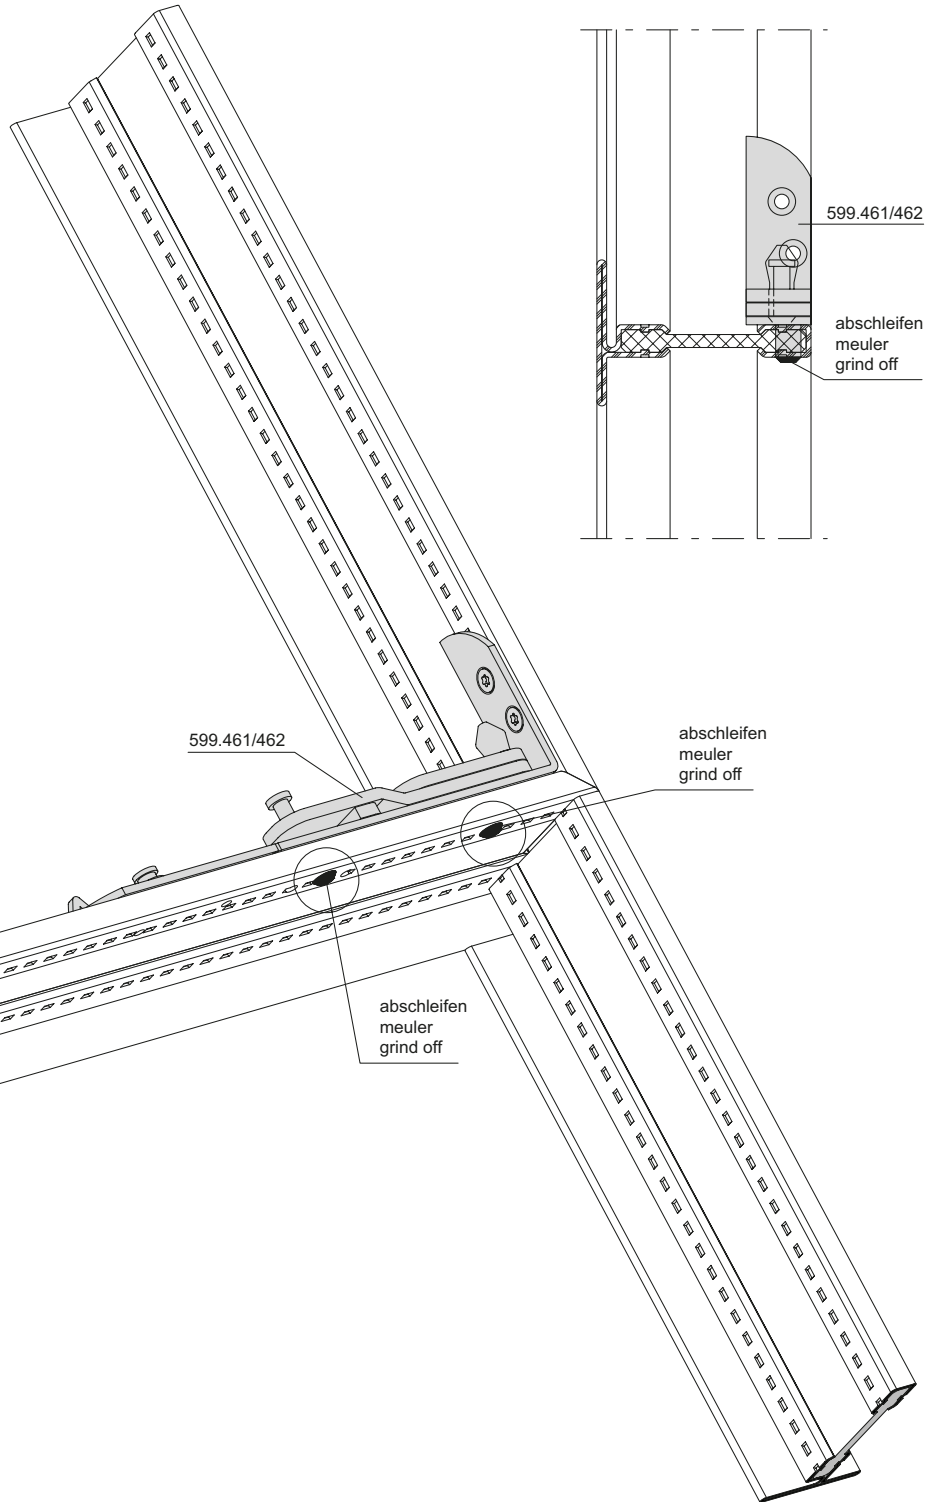 599.461/462
abschleifen
meuler
grind off
599.461/462
abschleifen
meuler
grind off
abschleifen
meuler
grind off